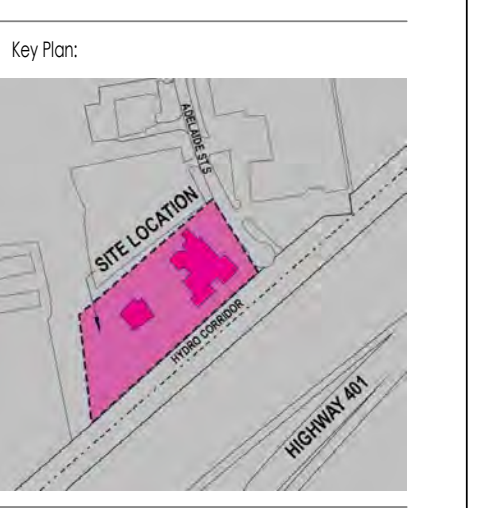 Key Plan:
ADELAIDE ST S
SITE LOCATION
HYDRO CORRIDOR
HIGHWAY 401